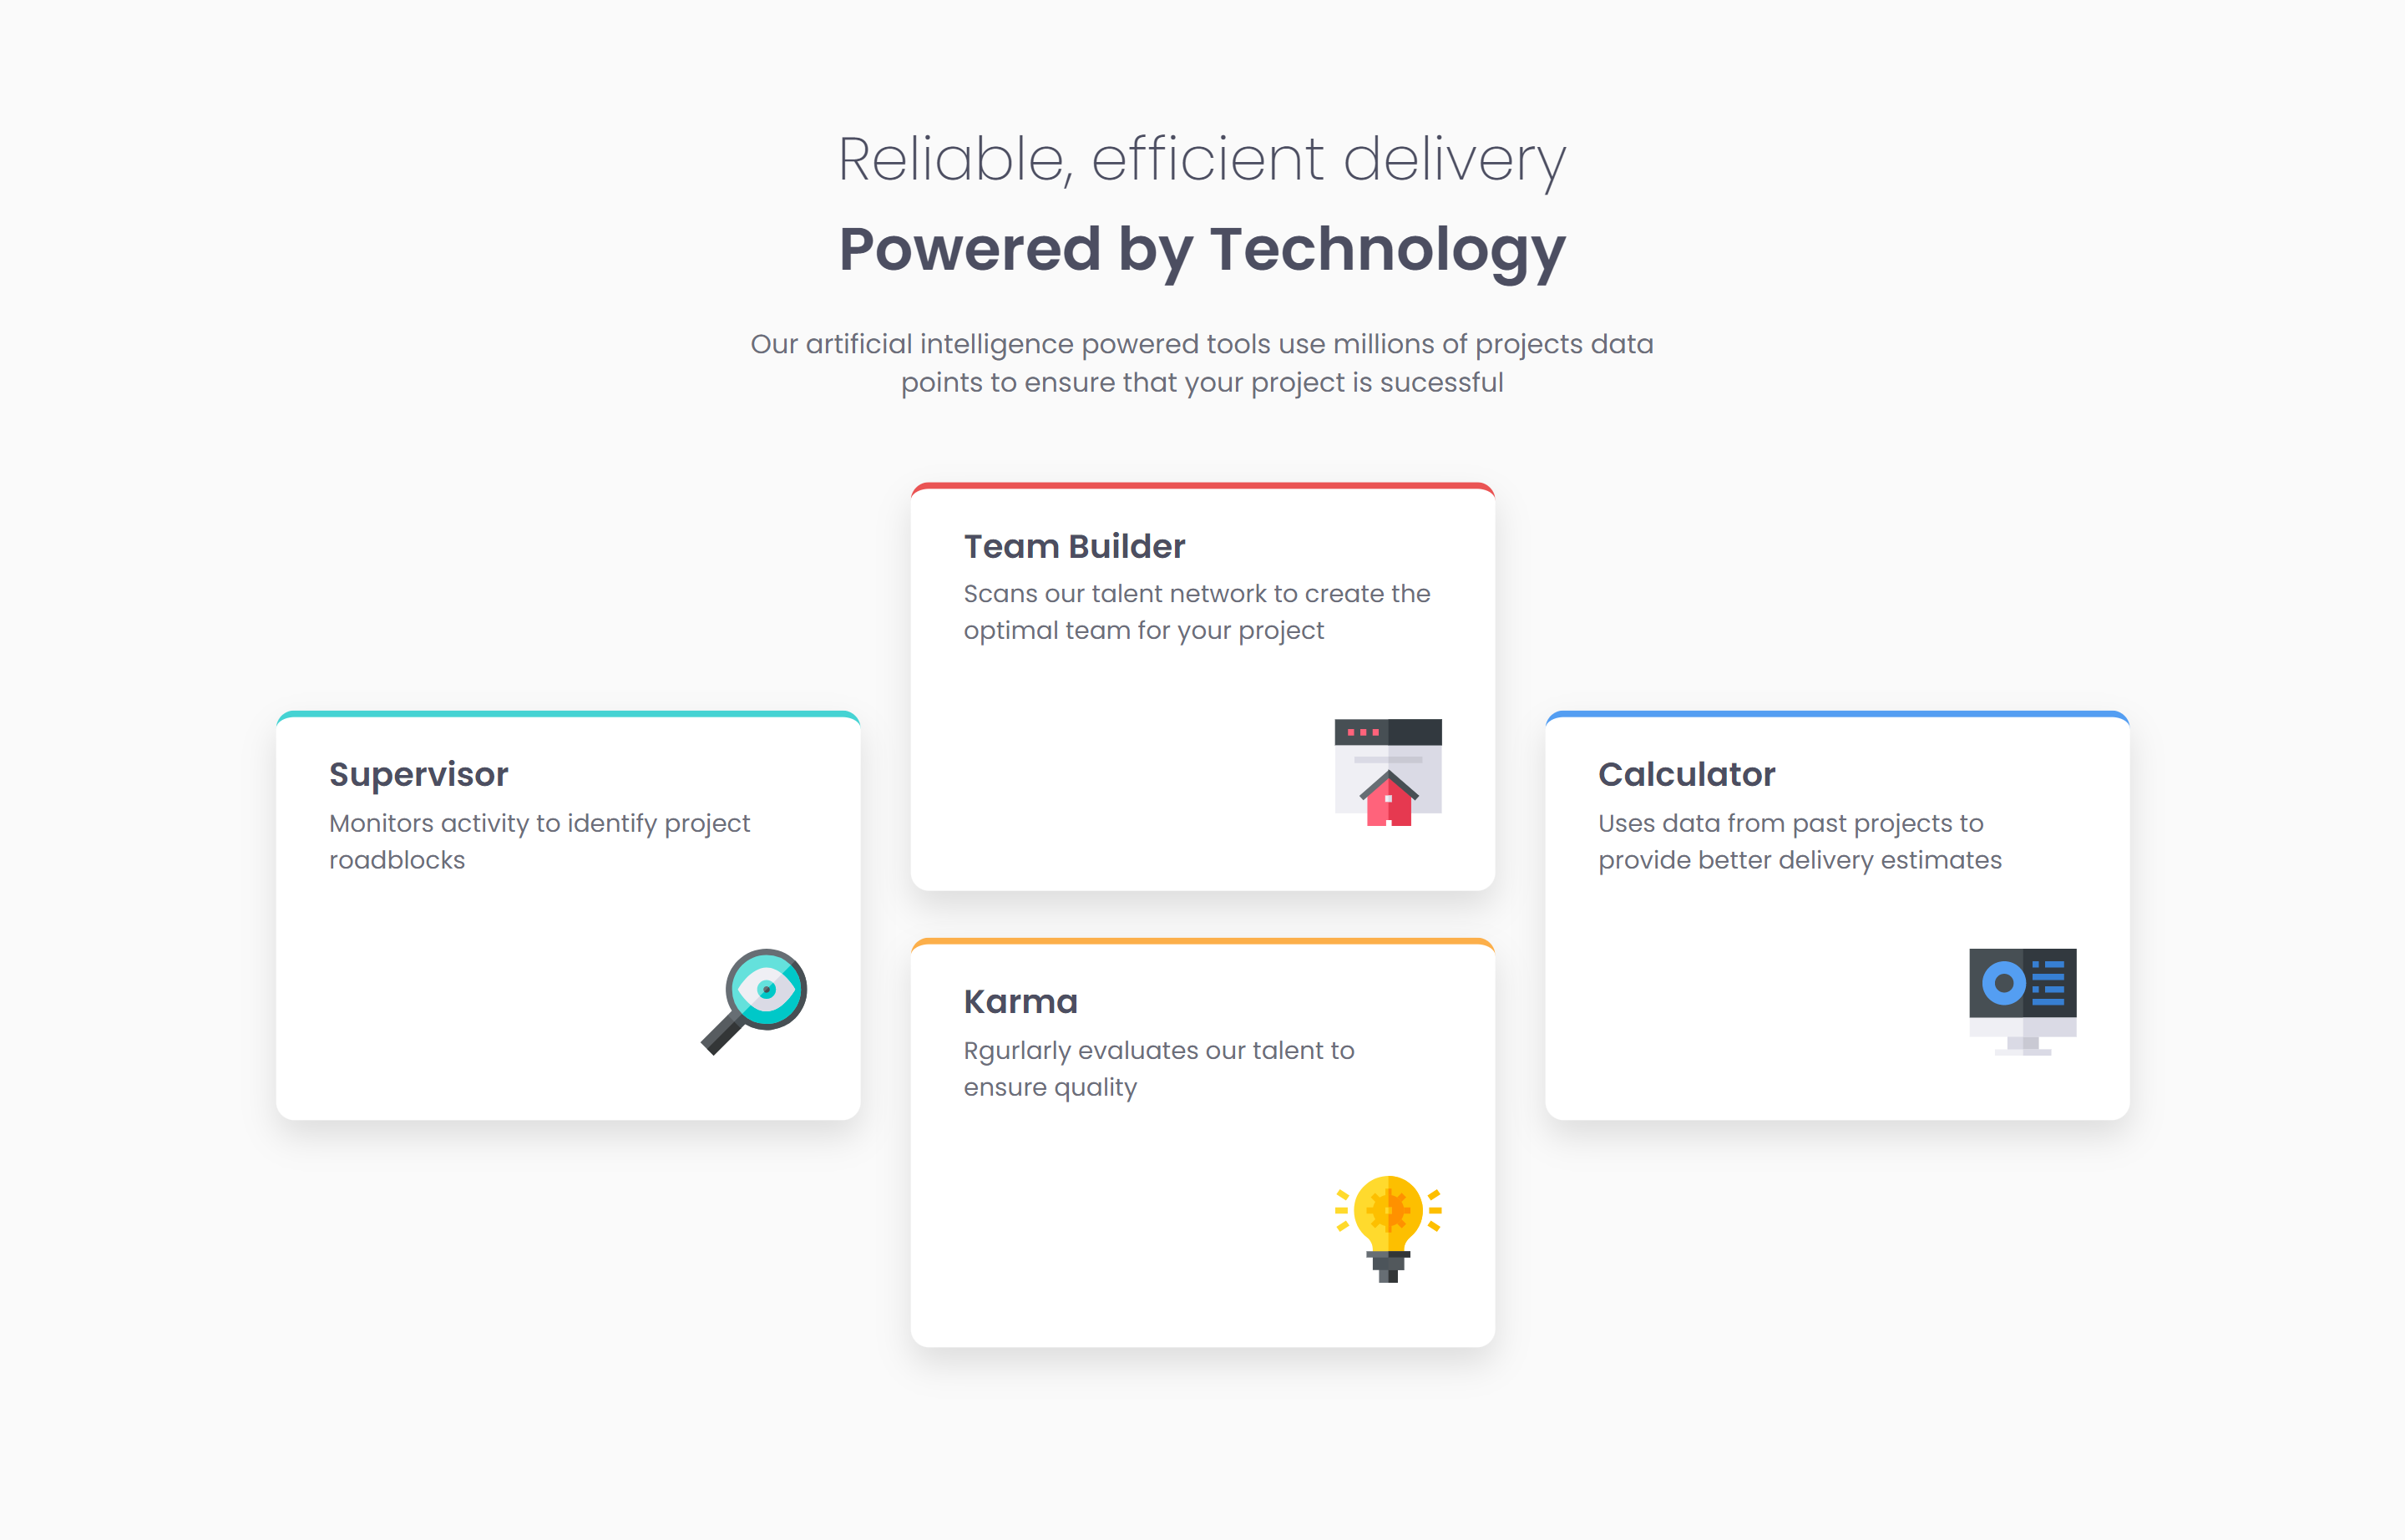 Reliable, efficient delivery
Powered by Technology
Our artificial intelligence powered tools use millions of projects data
points to ensure that your project is sucessful
Team Builder
Scans our talent network to create the
optimal team for your project
Supervisor
Monitors activity to identify project
roadblocks
Calculator
Uses data from past projects to
provide better delivery estimates
Karma
Rgurlarly evaluates our talent to
ensure quality